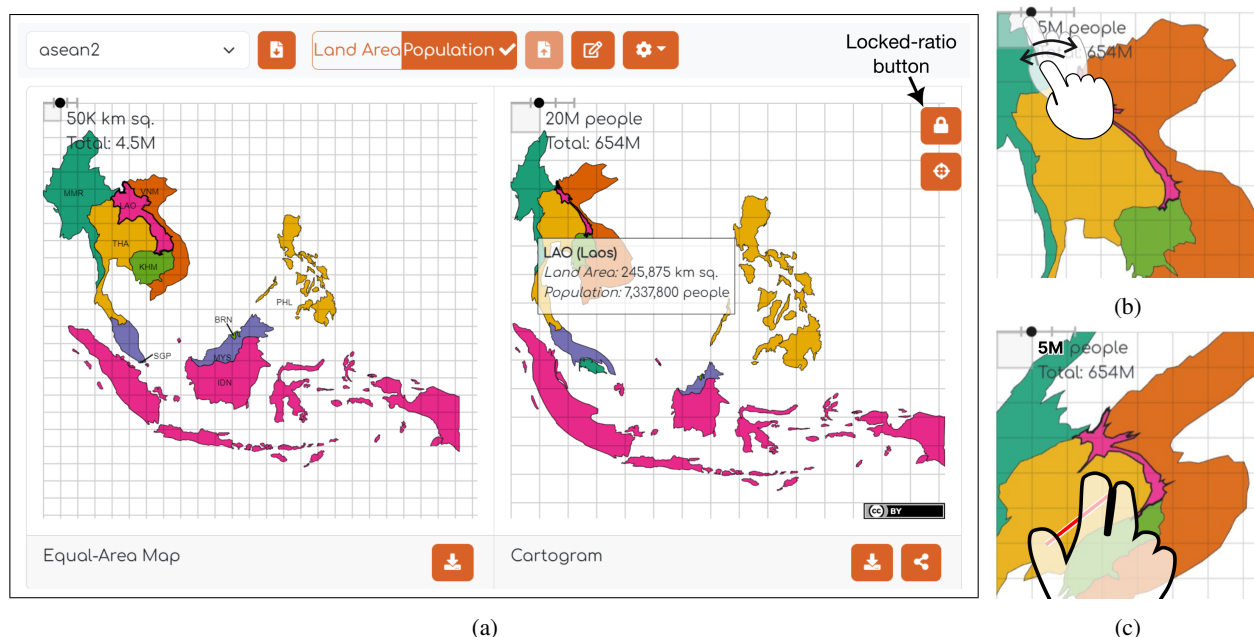 asean2
Land Area
Population
Locked-ratio
button
50K km sq.
Total: 4.5M
MMR
VNM
LAO
THA
KHM
PHL
BRN
SGP
MYS
IDN
20M people
Total: 654M
LAO (Laos)
Land Area: 245,875 km sq.
Population: 7,337,800 people
CC BY
Equal-Area Map
Cartogram
(a)
5M people
654M
(b)
5M people
Total: 654M
(c)